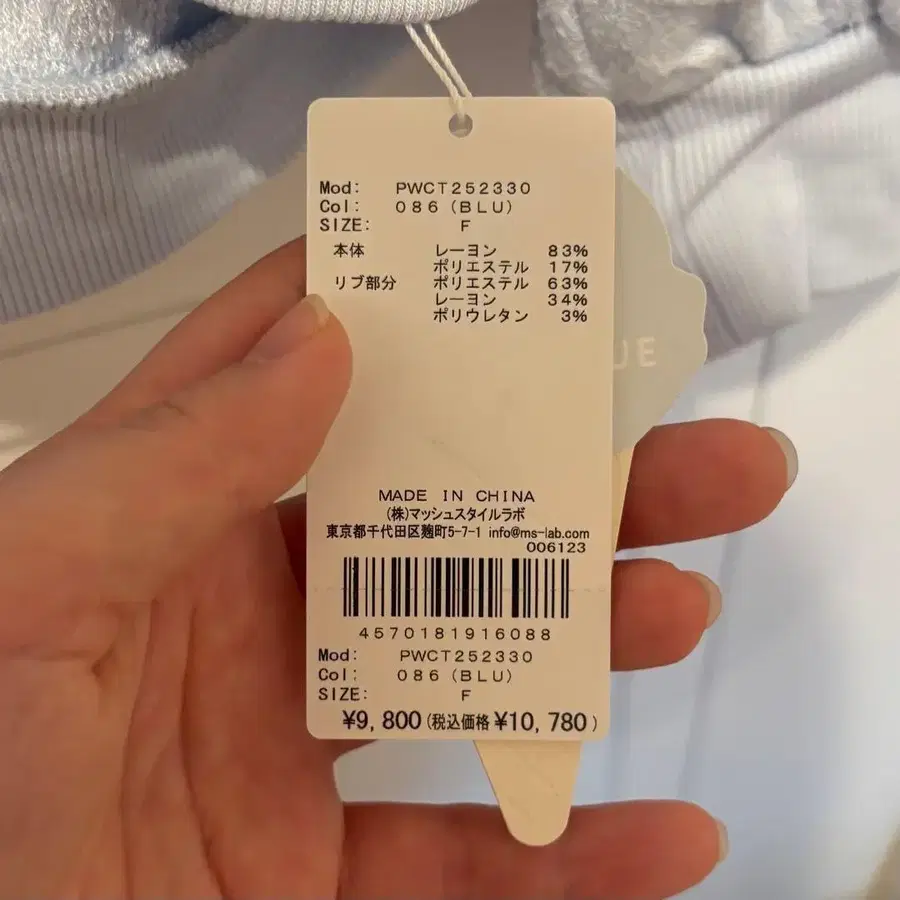 Mod: PWCT252330
Col: 086 (BLU)
SIZE: F
本体 レーヨン 83%
ポリエステル 17%
リブ部分 ポリエステル 63%
レーヨン 34%
ポリウレタン 3%
UE
MADE IN CHINA
(株)マッシュスタイルラボ
東京都千代田区麹町5-7-1 info@ms-lab.com
006123
4570181916088
Mod: PWCT252330
Col: 086 (BLU)
SIZE: F
¥9,800(税込価格¥10,780)